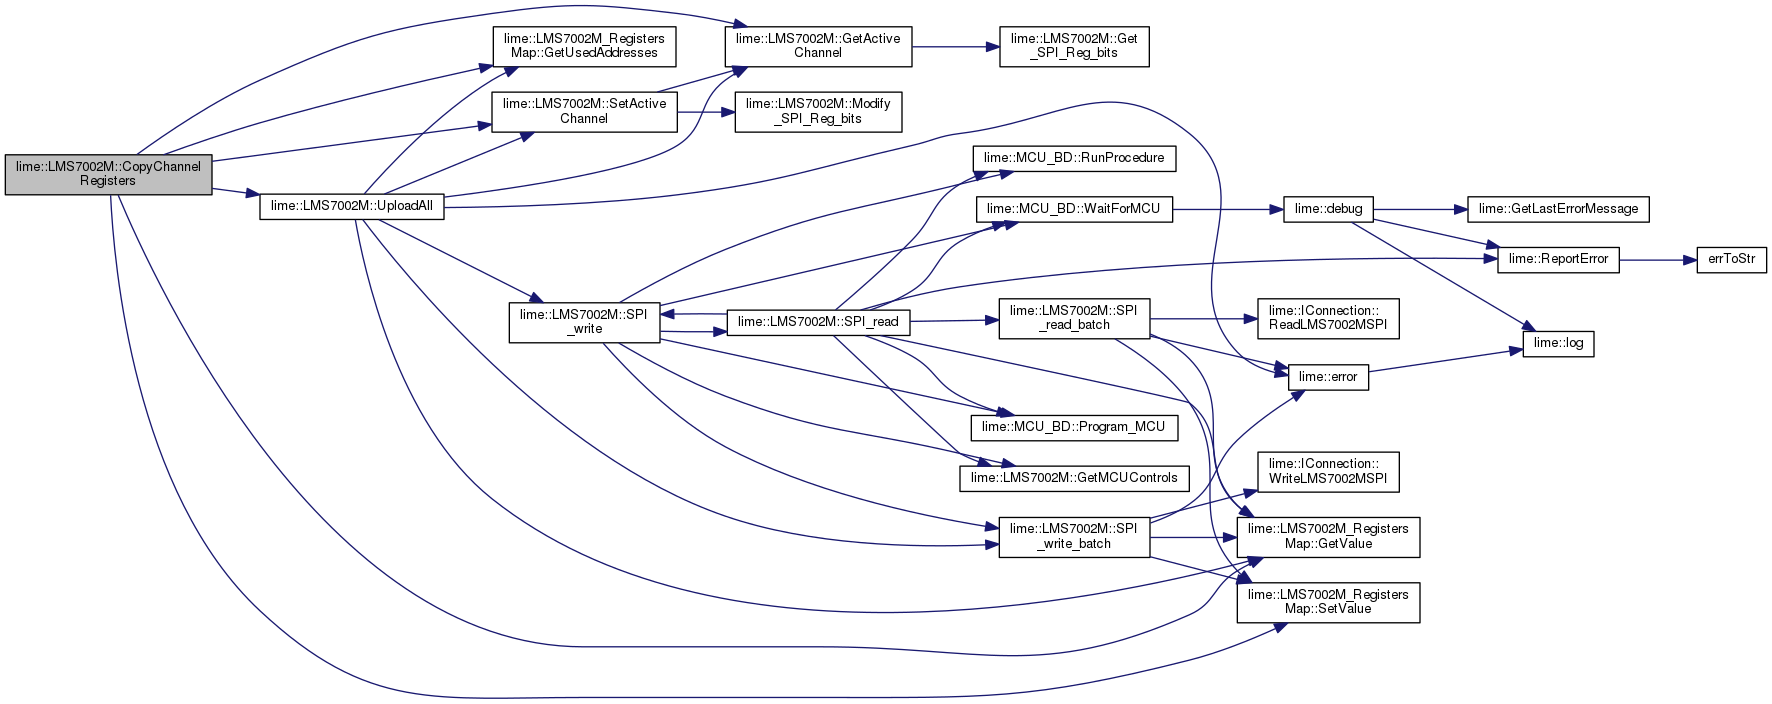 lime::LMS7002M::CopyChannel
Registers
lime::LMS7002M::UploadAll
lime::LMS7002M_Registers
Map::GetUsedAddresses
lime::LMS7002M::SetActive
Channel
lime::LMS7002M::SPI
_write
lime::LMS7002M::GetActive
Channel
lime::LMS7002M::Modify
_SPI_Reg_bits
lime::LMS7002M::SPI_read
lime::LMS7002M::Get
_SPI_Reg_bits
lime::MCU_BD::RunProcedure
lime::MCU_BD::WaitForMCU
lime::LMS7002M::SPI
_read_batch
lime::MCU_BD::Program_MCU
lime::LMS7002M::GetMCUControls
lime::LMS7002M::SPI
_write_batch
lime::debug
lime::IConnection::
ReadLMS7002MSPI
lime::error
lime::IConnection::
WriteLMS7002MSPI
lime::LMS7002M_Registers
Map::GetValue
lime::LMS7002M_Registers
Map::SetValue
lime::GetLastErrorMessage
lime::ReportError
lime::log
errToStr